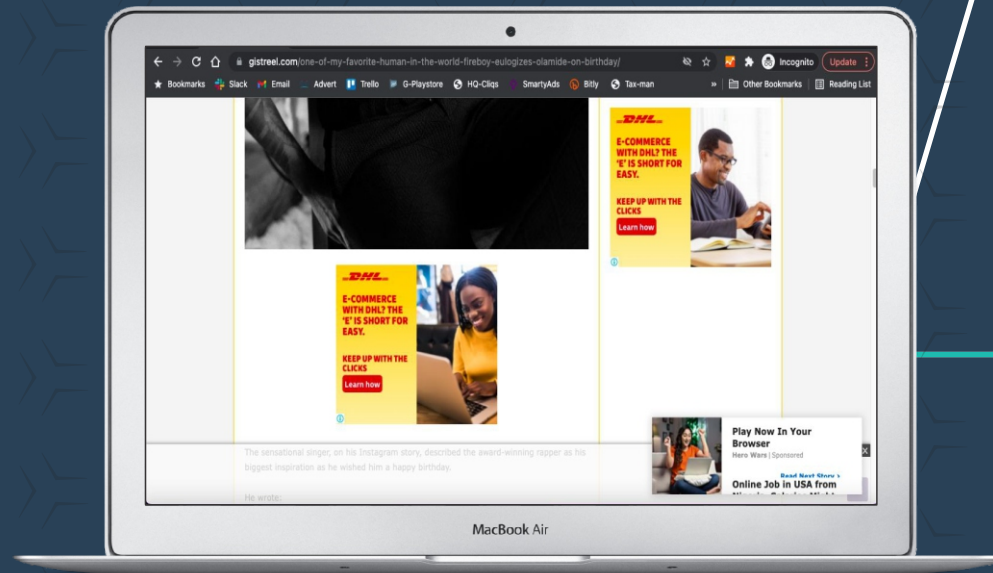 gistreel.com/one-of-my-favorite-human-in-the-world-fireboy-eulogizes-olamide-on-birthday/
Incognito
Update
Bookmarks
Slack
Email
Advert
Trello
G-Playstore
HQ-Cliqs
SmartyAds
Bitly
Tax-man
»
Other Bookmarks
Reading List
DHL
E-COMMERCE
WITH DHL? THE
'E' IS SHORT FOR
EASY.
KEEP UP WITH THE
CLICKS
Learn how
DHL
E-COMMERCE
WITH DHL? THE
'E' IS SHORT FOR
EASY.
KEEP UP WITH THE
CLICKS
Learn how
The sensational singer, on his Instagram story, described the award-winning rapper as his
biggest inspiration as he wished him a happy birthday.
He wrote:
Play Now In Your
Browser
Hero Wars | Sponsored
Read Next Story >
Online Job in USA from
X
MacBook Air